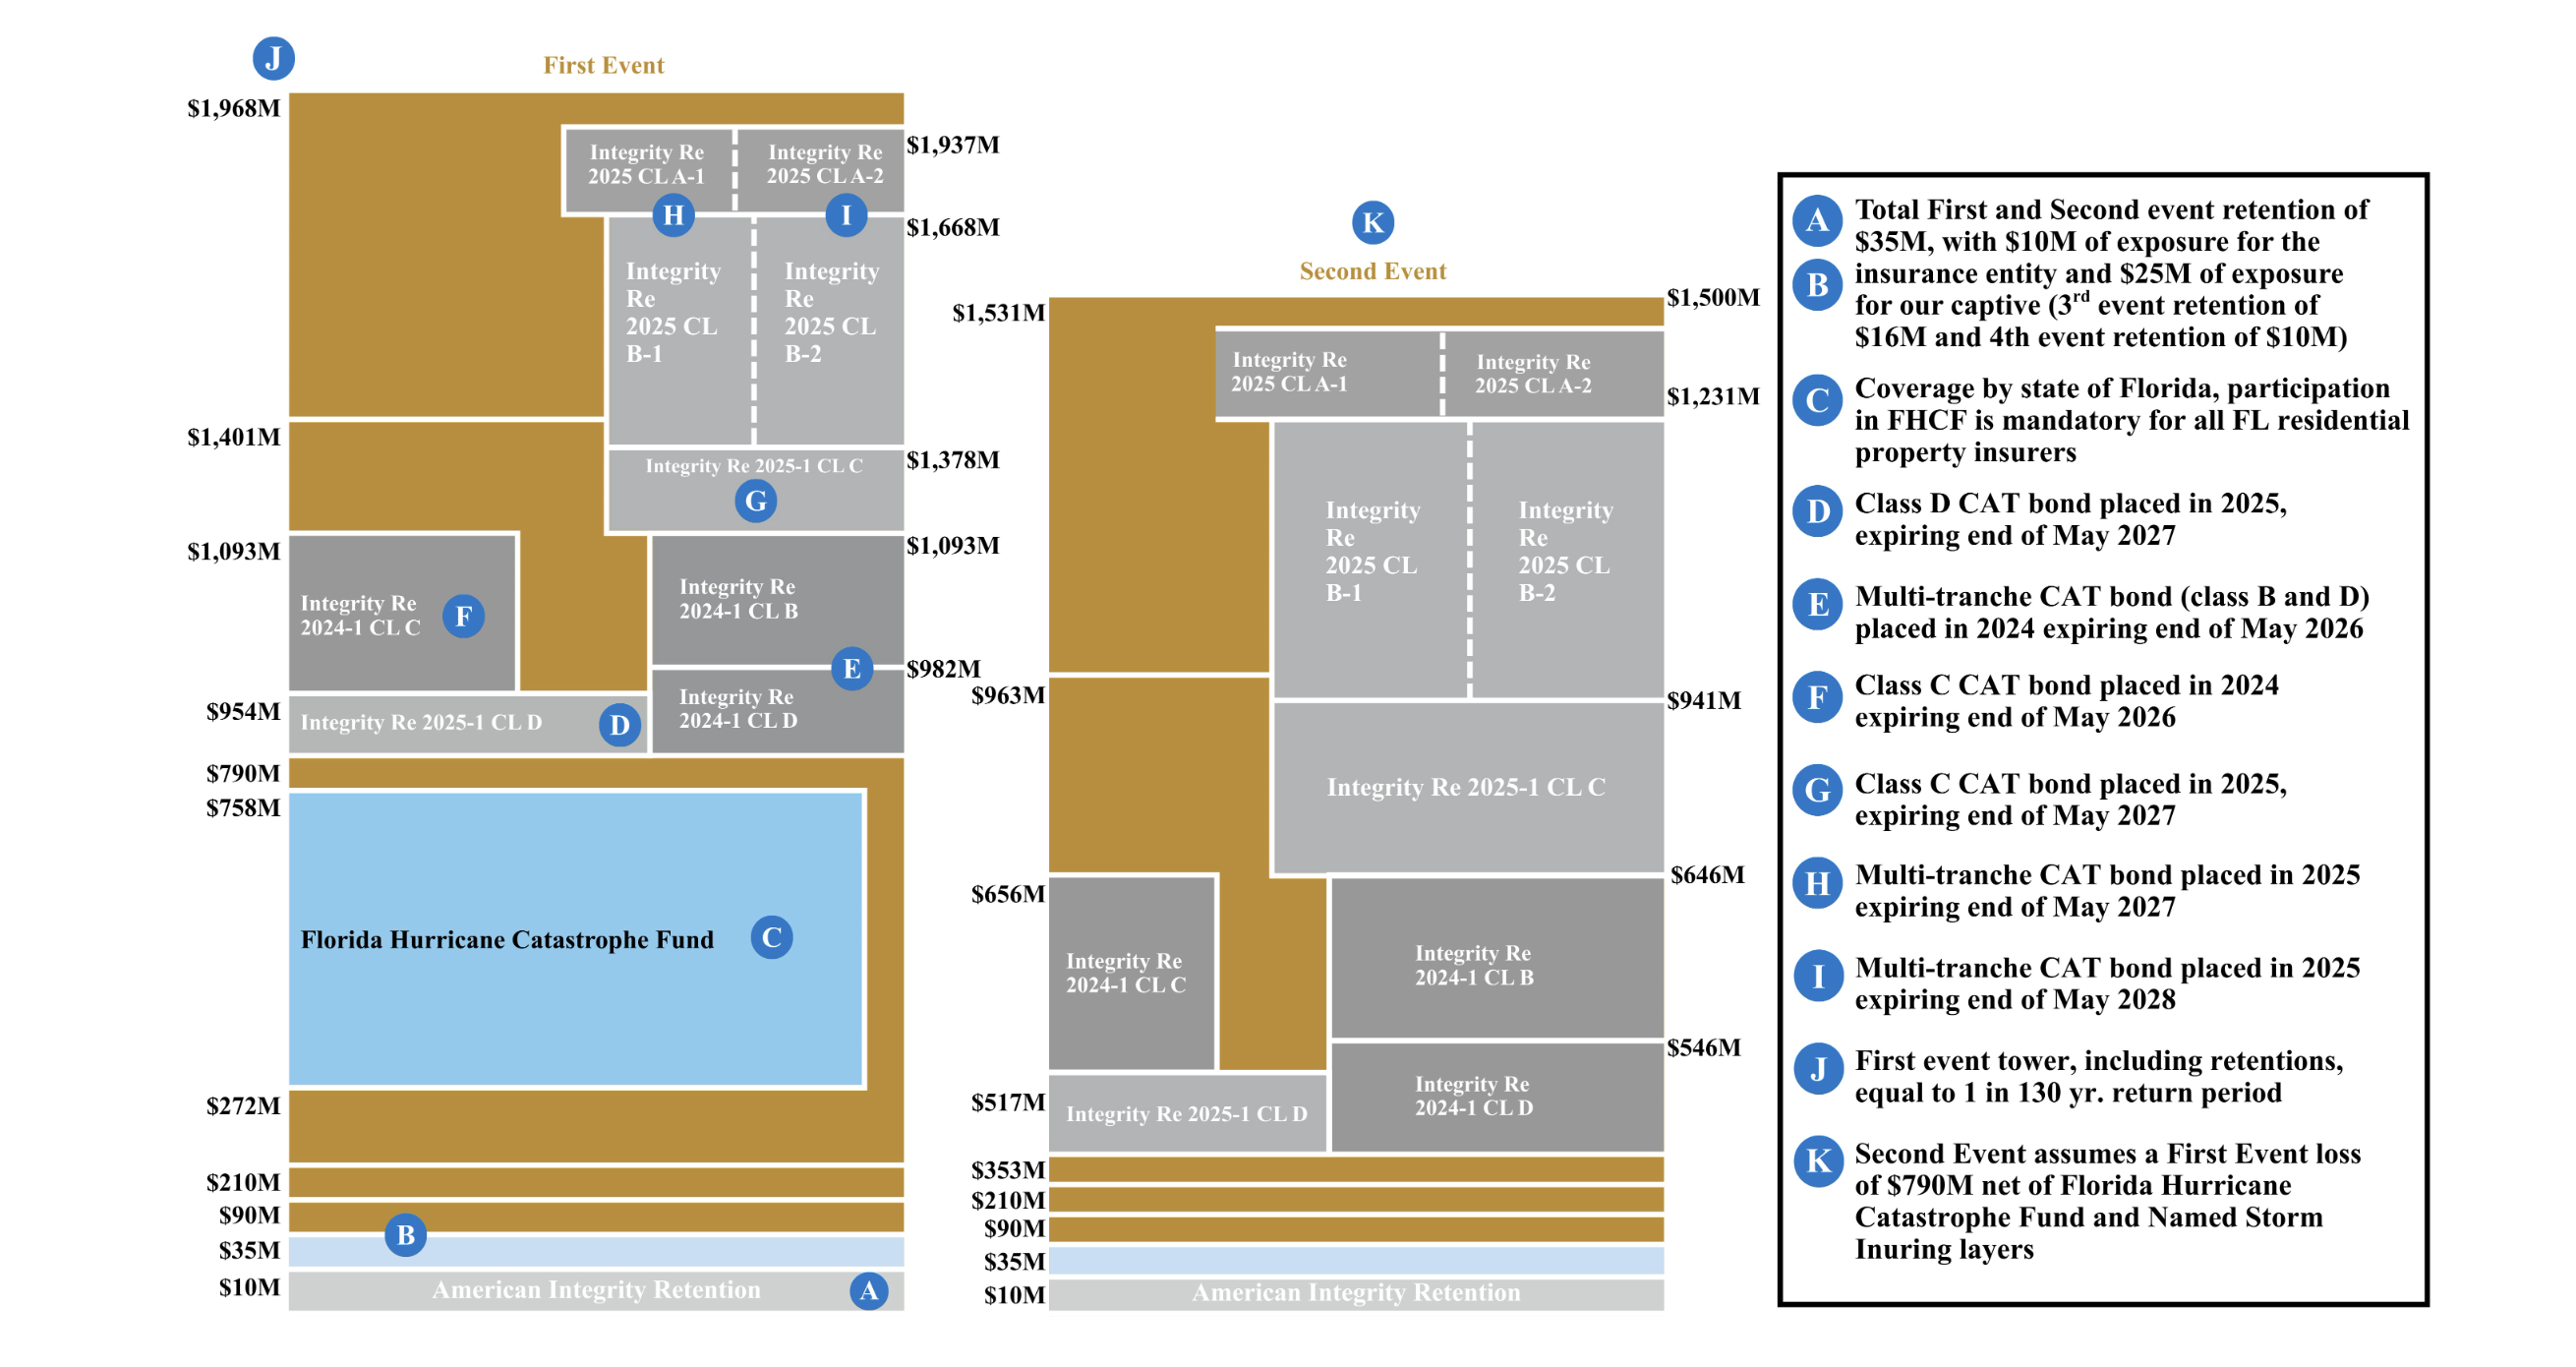 J
First Event
$1,968M
Integrity Re
2025 CL A-1
Integrity Re
2025 CL A-2
$1,937M
H
I
$1,668M
Integrity
Re
2025 CL
B-1
Integrity
Re
2025 CL
B-2
$1,401M
Integrity Re 2025-1 CL C
$1,378M
G
$1,093M
$1,093M
Integrity Re
2024-1 CL C
F
Integrity Re
2024-1 CL B
E
$982M
$954M
Integrity Re 2025-1 CL D
D
Integrity Re
2024-1 CL D
$790M
$758M
Florida Hurricane Catastrophe Fund
C
$272M
$210M
$90M
B
$35M
$10M
American Integrity Retention
A
K
Second Event
$1,531M
$1,500M
Integrity Re
2025 CL A-1
Integrity Re
2025 CL A-2
$1,231M
Integrity
Re
2025 CL
B-1
Integrity
Re
2025 CL
B-2
$963M
$941M
Integrity Re 2025-1 CL C
$656M
$646M
Integrity Re
2024-1 CL C
Integrity Re
2024-1 CL B
$546M
$517M
Integrity Re 2025-1 CL D
Integrity Re
2024-1 CL D
$353M
$210M
$90M
$35M
$10M
American Integrity Retention
A
B
Total First and Second event retention of
$35M, with $10M of exposure for the
insurance entity and $25M of exposure
for our captive (3rd event retention of
$16M and 4th event retention of $10M)
C
Coverage by state of Florida, participation
in FHCF is mandatory for all FL residential
property insurers
D
Class D CAT bond placed in 2025,
expiring end of May 2027
E
Multi-tranche CAT bond (class B and D)
placed in 2024 expiring end of May 2026
F
Class C CAT bond placed in 2024
expiring end of May 2026
G
Class C CAT bond placed in 2025,
expiring end of May 2027
H
Multi-tranche CAT bond placed in 2025
expiring end of May 2027
I
Multi-tranche CAT bond placed in 2025
expiring end of May 2028
J
First event tower, including retentions,
equal to 1 in 130 yr. return period
K
Second Event assumes a First Event loss
of $790M net of Florida Hurricane
Catastrophe Fund and Named Storm
Inuring layers